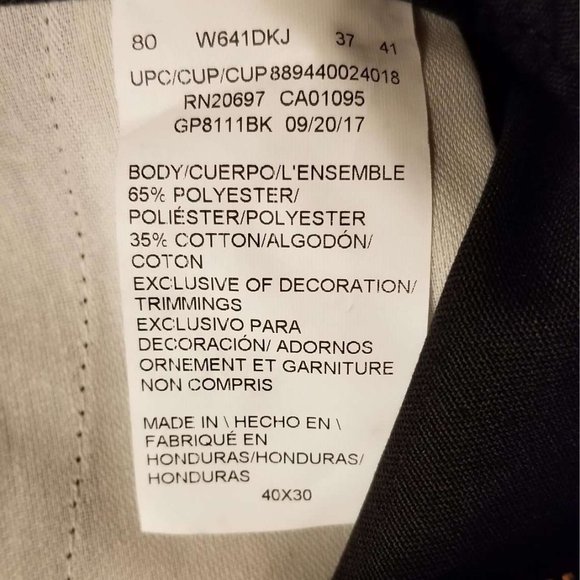 80 W641DKJ 37 41
UPC/CUP/CUP 889440024018
RN20697 CA01095
GP8111BK 09/20/17
BODY/CUERPO/L'ENSEMBLE
65% POLYESTER/
POLIÉSTER/POLYESTER
35% COTTON/ALGODÓN/
COTON
EXCLUSIVE OF DECORATION/
TRIMMINGS
EXCLUSIVO PARA
DECORACIÓN/ ADORNOS
ORNEMENT ET GARNITURE
NON COMPRIS
MADE IN \ HECHO EN \
FABRIQUÉ EN
HONDURAS/HONDURAS/
HONDURAS
40X30